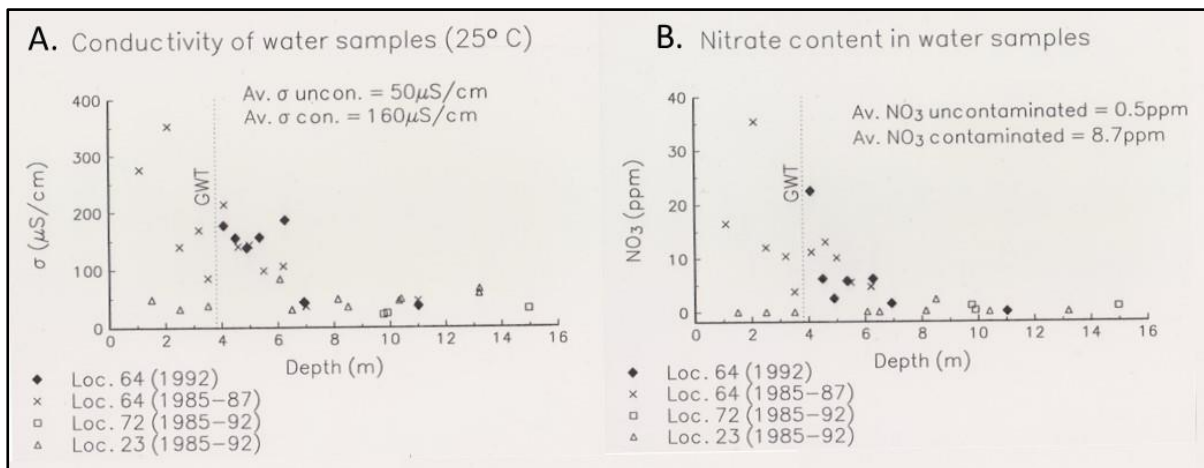 A. Conductivity of water samples (25° C)
Av. σ uncon. = 50μS/cm
Av. σ con. = 160μS/cm
σ (μS/cm)
400
300
200
100
0
GWT
0 2 4 6 8 10 12 14 16
Depth (m)
Loc. 64 (1992)
Loc. 64 (1985-87)
Loc. 72 (1985-92)
Loc. 23 (1985-92)
B. Nitrate content in water samples
Av. NO3 uncontaminated = 0.5ppm
Av. NO3 contaminated = 8.7ppm
NO3 (ppm)
40
30
20
10
0
GWT
0 2 4 6 8 10 12 14 16
Depth (m)
Loc. 64 (1992)
Loc. 64 (1985-87)
Loc. 72 (1985-92)
Loc. 23 (1985-92)